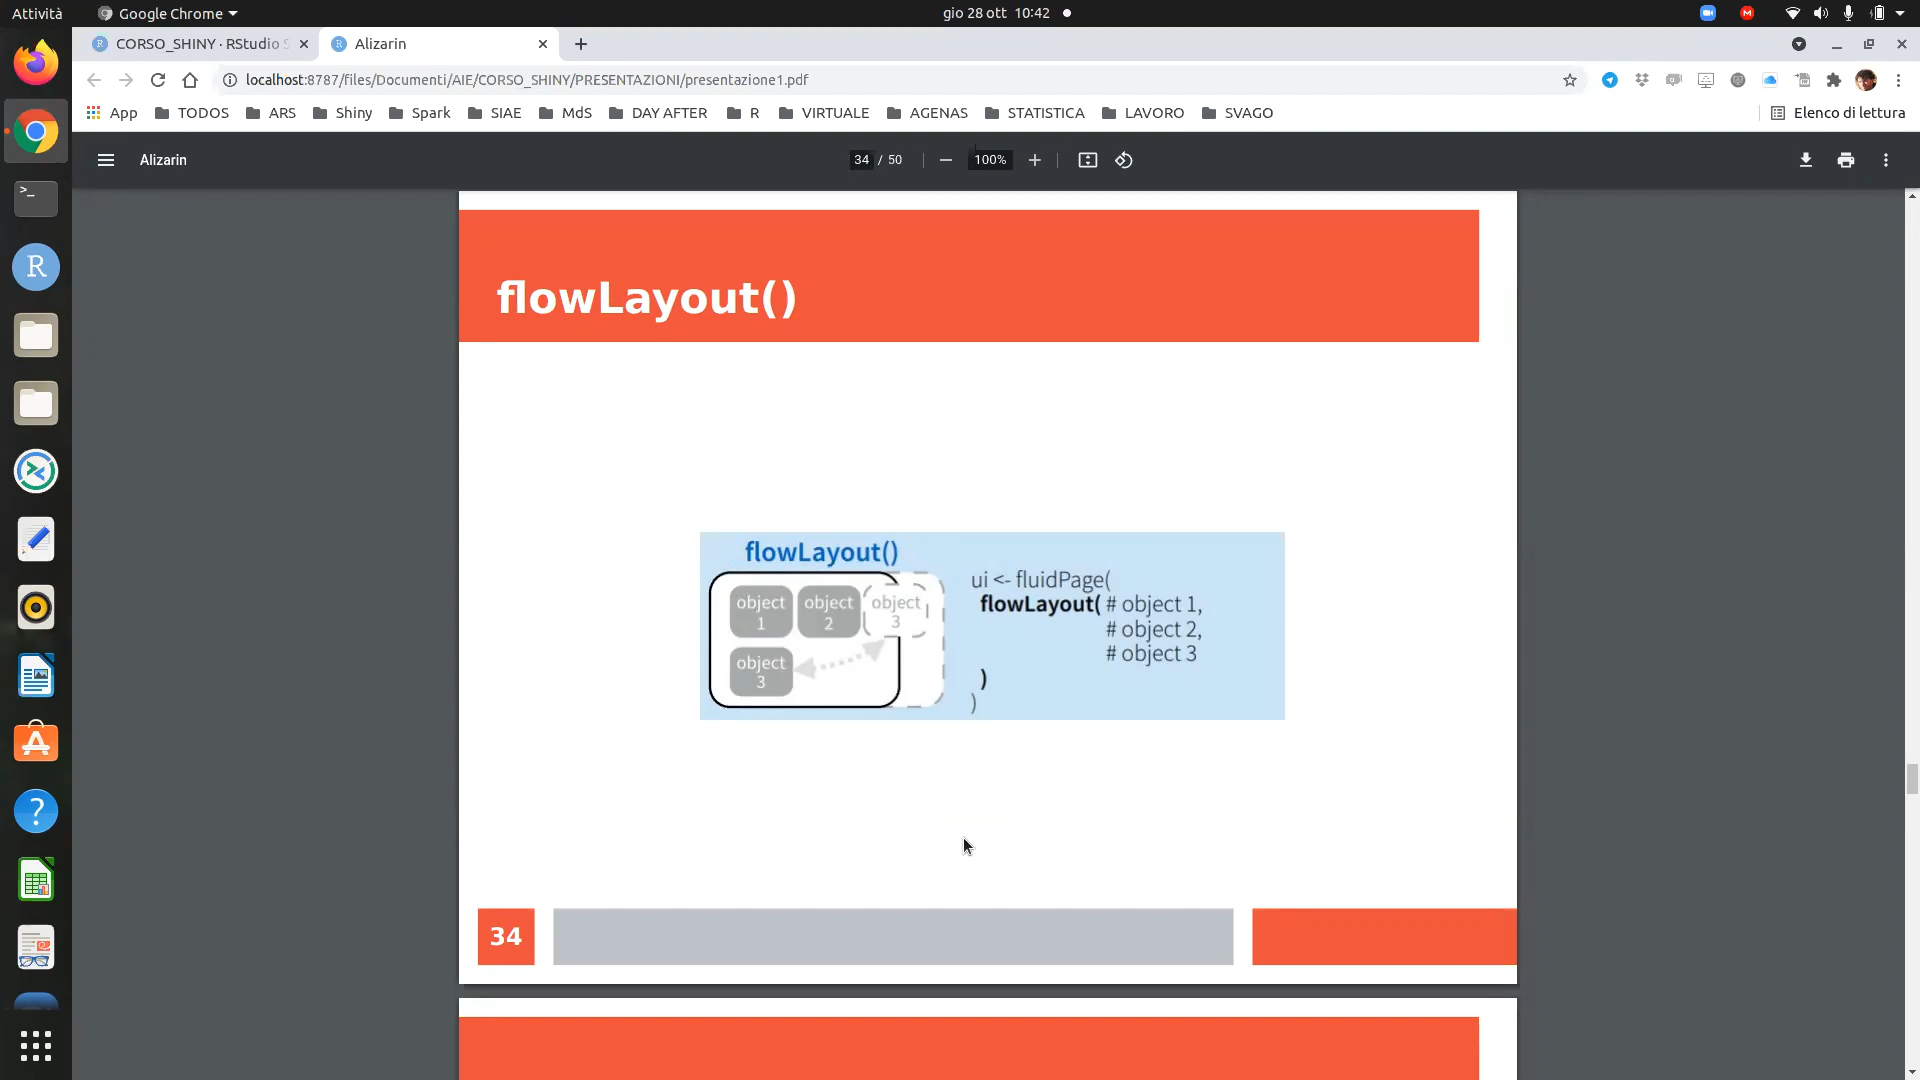 Attività
Google Chrome
gio 28 ott 10:42
CORSO_SHINY · RStudio S
Alizarin
localhost:8787/files/Documenti/AIE/CORSO_SHINY/PRESENTAZIONI/presentazione1.pdf
App
TODOS
ARS
Shiny
Spark
SIAE
MdS
DAY AFTER
R
VIRTUALE
AGENAS
STATISTICA
LAVORO
SVAGO
Elenco di lettura
Alizarin
34 / 50
100%
flowLayout()
flowLayout()
object 1
object 2
object 3
object 3
ui <- fluidPage(
flowLayout( # object 1,
# object 2,
# object 3
)
)
34